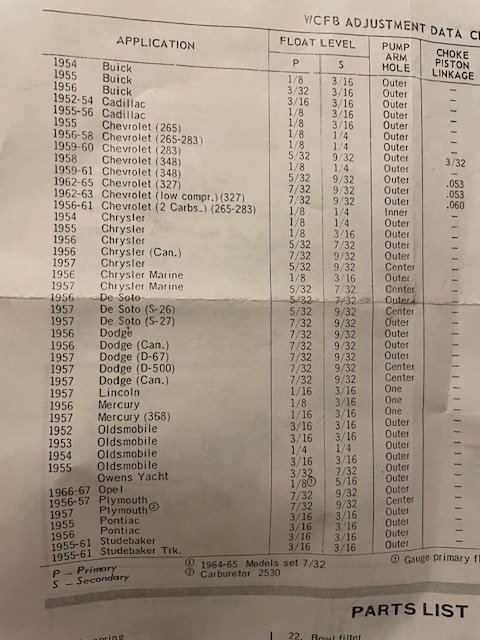 WCFB ADJUSTMENT DATA
APPLICATION FLOAT LEVEL PUMP ARM HOLE CHOKE PISTON LINKAGE
P S
1954 Buick 1/8 3/16 Outer –
1955 Buick 3/32 3/16 Outer –
1956 Buick 3/16 3/16 Outer –
1952-54 Cadillac 1/8 3/16 Outer –
1955-56 Cadillac 1/8 3/16 Outer –
1955 Chevrolet (265) 1/8 1/4 Outer –
1956-58 Chevrolet (265-283) 1/8 1/4 Outer –
1959-60 Chevrolet (283) 5/32 9/32 Outer –
1958 Chevrolet (348) 1/8 1/4 Outer 3/32
1959-61 Chevrolet (348) 5/32 9/32 Outer –
1962-65 Chevrolet (327) 7/32 9/32 Outer .053
1962-63 Chevrolet (low compr.) (327) 7/32 9/32 Outer .053
1956-61 Chevrolet (2 Carbs.) (265-283) 1/8 1/4 Inner .060
1954 Chrysler 1/8 1/4 Outer –
1955 Chrysler 1/8 3/16 Outer –
1956 Chrysler 5/32 7/32 Outer –
1956 Chrysler (Can.) 5/32 9/32 Outer –
1957 Chrysler 5/32 9/32 Center –
1956 Chrysler Marine 1/8 3/16 Outer –
1957 Chrysler Marine 5/32 7/32 Center –
1956 De Soto 5/32 7/32 Outer –
1957 De Soto (S-26) 5/32 9/32 Center –
1957 De Soto (S-27) 7/32 9/32 Outer –
1956 Dodge 7/32 9/32 Outer –
1956 Dodge (Can.) 7/32 9/32 Outer –
1957 Dodge (D-67) 7/32 9/32 Outer –
1957 Dodge (D-500) 7/32 9/32 Center –
1957 Dodge (Can.) 7/32 9/32 Center –
1957 Lincoln 1/16 3/16 One –
1956 Mercury 1/8 3/16 One –
1957 Mercury (368) 1/16 3/16 One –
1952 Oldsmobile 3/16 3/16 Outer –
1953 Oldsmobile 3/16 3/16 Outer –
1954 Oldsmobile 1/4 1/4 Outer –
1955 Oldsmobile 3/16 3/16 Outer –
Owens Yacht 3/32 7/32 Outer –
1966-67 Opel 1/8③ 5/16 Outer –
1956-57 Plymouth 7/32 9/32 Outer –
1957 Plymouth② 7/32 9/32 Center –
1955 Pontiac 3/16 3/16 Outer –
1956 Pontiac 3/16 3/16 Outer –
1955-61 Studebaker 3/16 3/16 Outer –
1955-61 Studebaker Trk. 3/16 3/16 Outer –
P – Primary ① 1964-65 Models set 7/32 ③ Gauge primary
S – Secondary ② Carburetor 2530
PARTS LIST
spring 22. Bowl filter